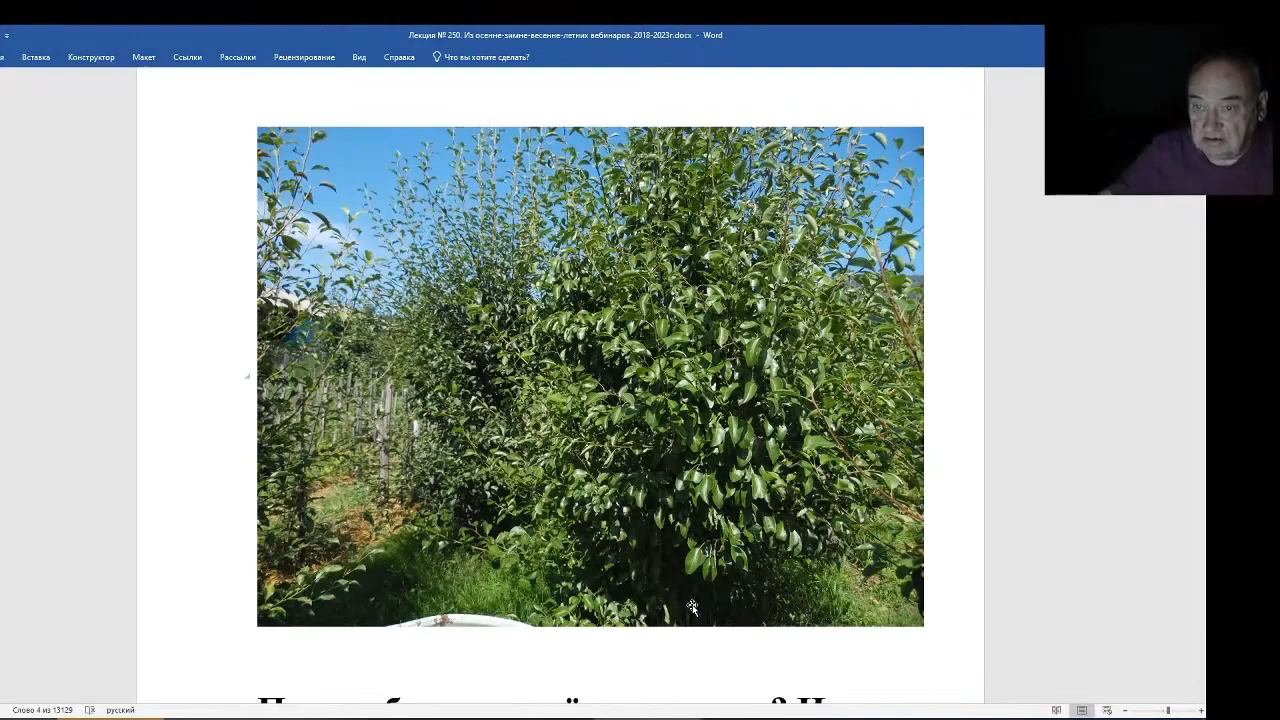 Лекция № 250. Из осенне-зимне-весенне-летних вебинаров. 2018-2023г.docx - Word
я Вставка Конструктор Макет Ссылки Рассылки Рецензирование Вид Справка Что вы хотите сделать?
Слово 4 из 13129 русский